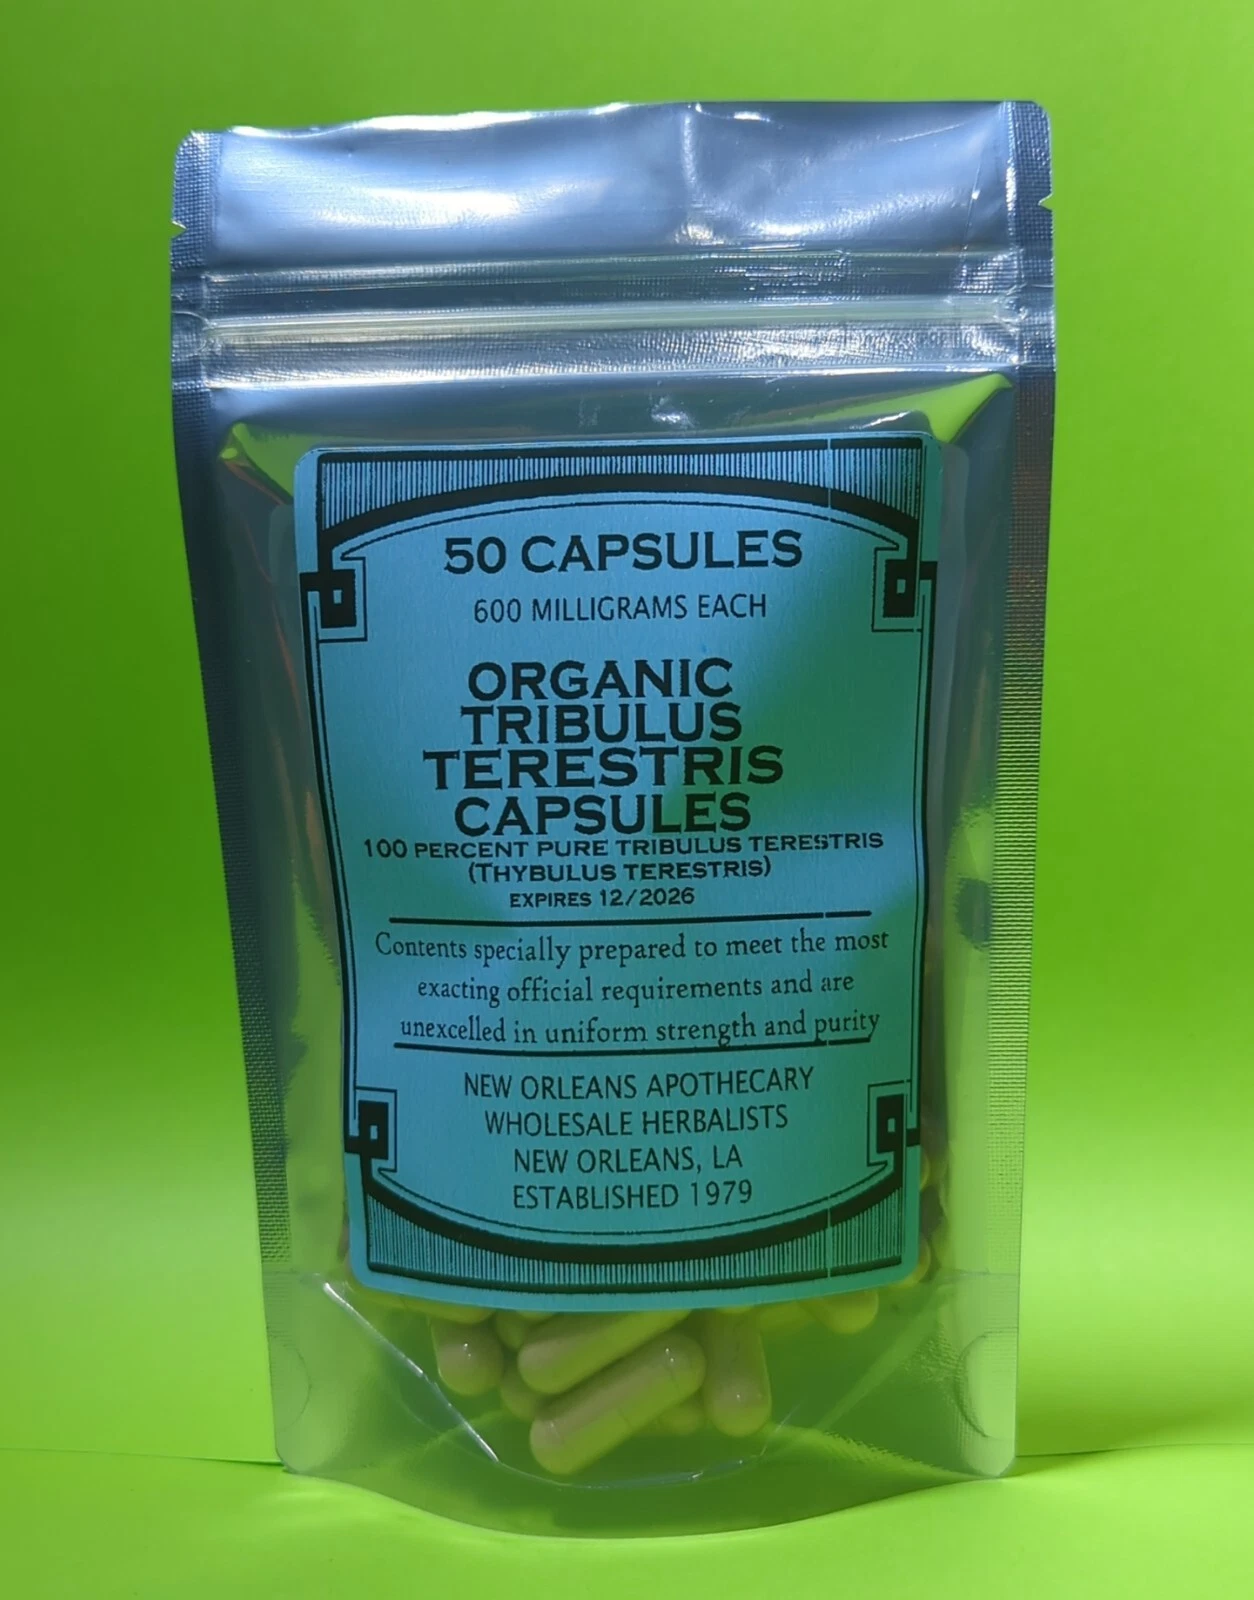 50 CAPSULES
600 MILLIGRAMS EACH
ORGANIC
TRIBULUS
TERESTRIS
CAPSULES
100 PERCENT PURE TRIBULUS TERESTRIS
(THYBULUS TERESTRIS)
EXPIRES 12/2026
Contents specially prepared to meet the most
exacting official requirements and are
unexcelled in uniform strength and purity
NEW ORLEANS APOTHECARY
WHOLESALE HERBALISTS
NEW ORLEANS, LA
ESTABLISHED 1979